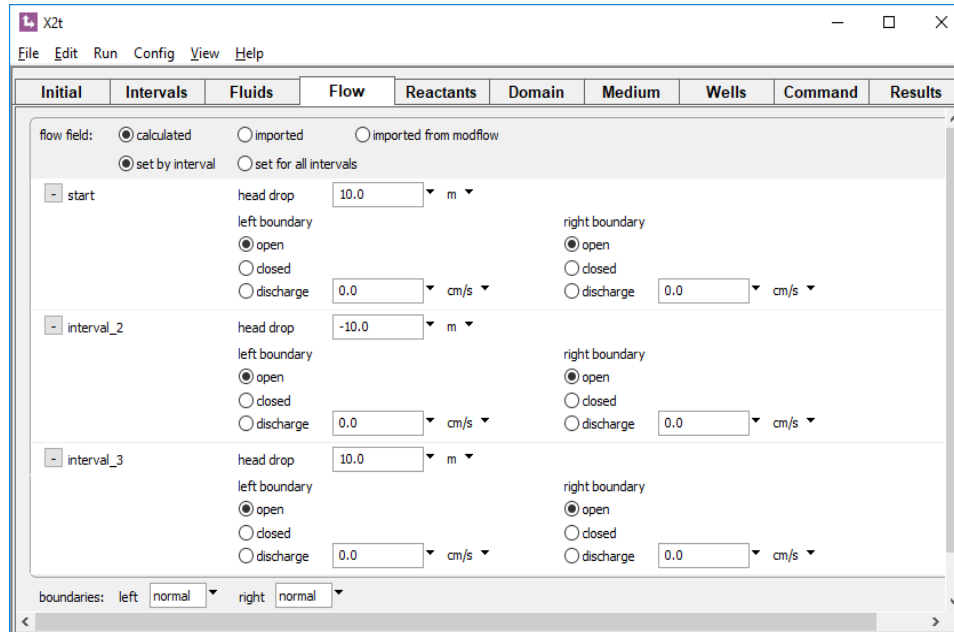 X2t
File Edit Run Config View Help
Initial Intervals Fluids Flow Reactants Domain Medium Wells Command Results
flow field: calculated imported imported from modflow
set by interval set for all intervals
- start head drop 10.0 m
left boundary right boundary
open open
closed closed
discharge 0.0 cm/s discharge 0.0 cm/s
- interval_2 head drop -10.0 m
left boundary right boundary
open open
closed closed
discharge 0.0 cm/s discharge 0.0 cm/s
- interval_3 head drop 10.0 m
left boundary right boundary
open open
closed closed
discharge 0.0 cm/s discharge 0.0 cm/s
boundaries: left normal right normal